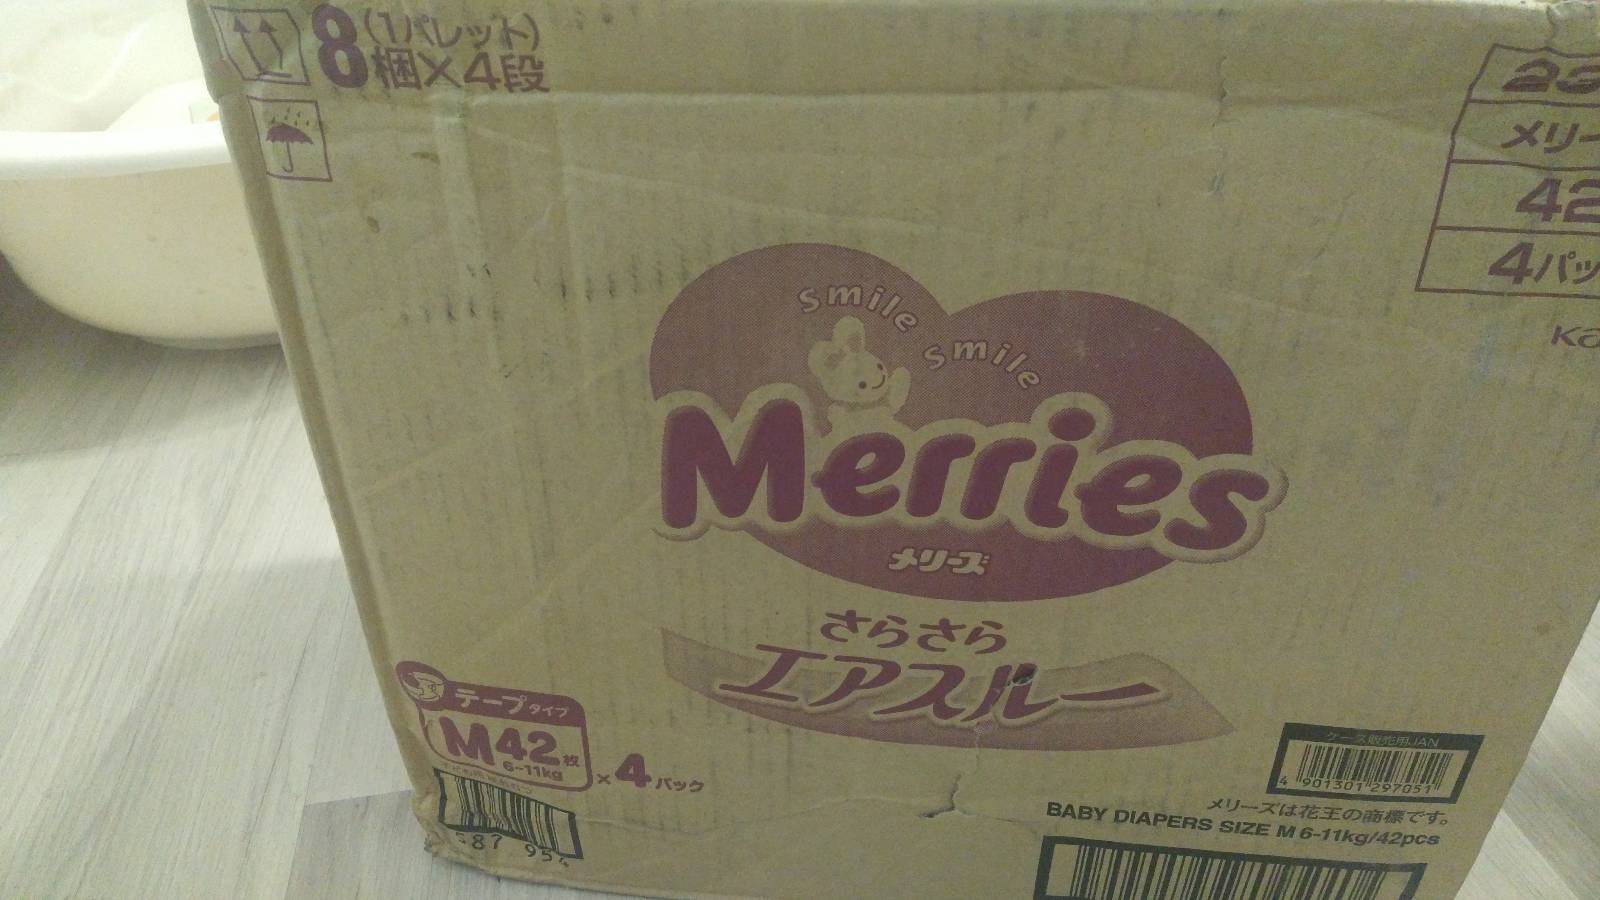 (1パレット)
8梱×4段
メリー
42
4パッ
smile
smile
Merries
メリーズ
さらさら
エアスルー
テープタイプ
M42枚
6-11kg
×4パック
ケース販売用JAN
4 901301 297051
メリーズは花王の商標です。
BABY DIAPERS SIZE M 6-11kg/42pcs
587 954